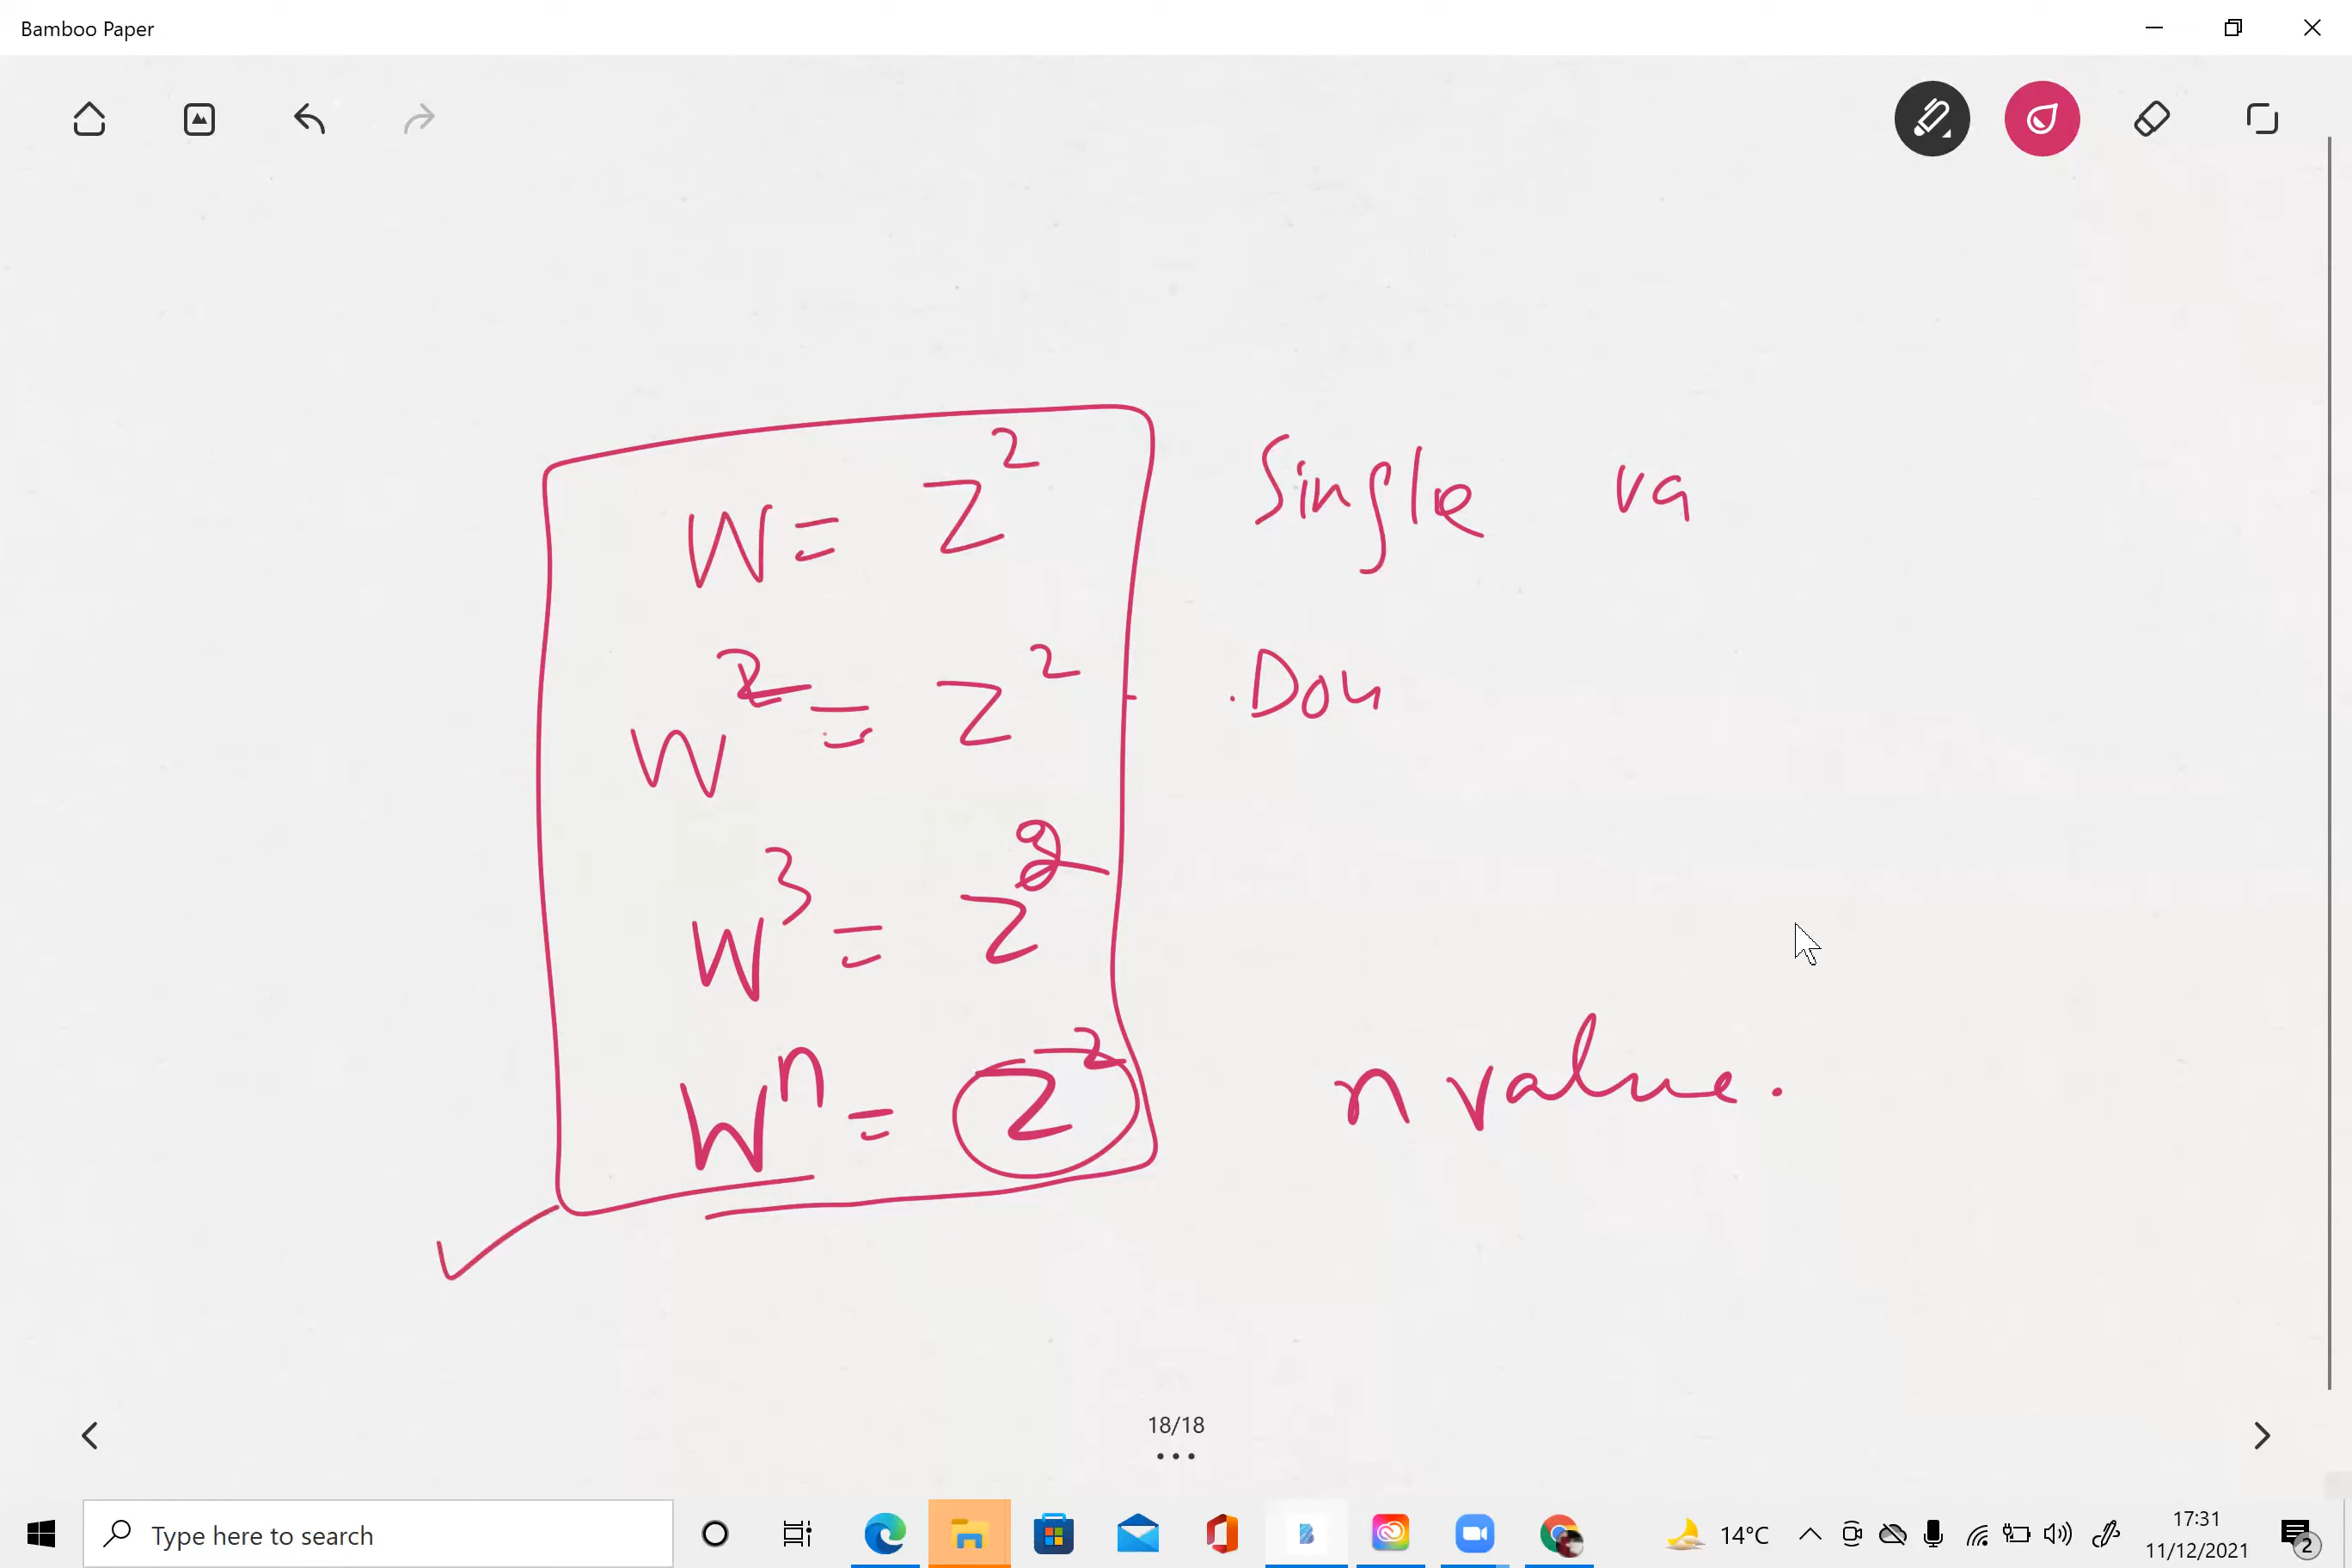 Bamboo Paper
W = Z² Single va
W² = Z² .Dou
W³ = Z²
Wⁿ = Z² n value.
18/18
Type here to search
14°C
17:31
11/12/2021
2